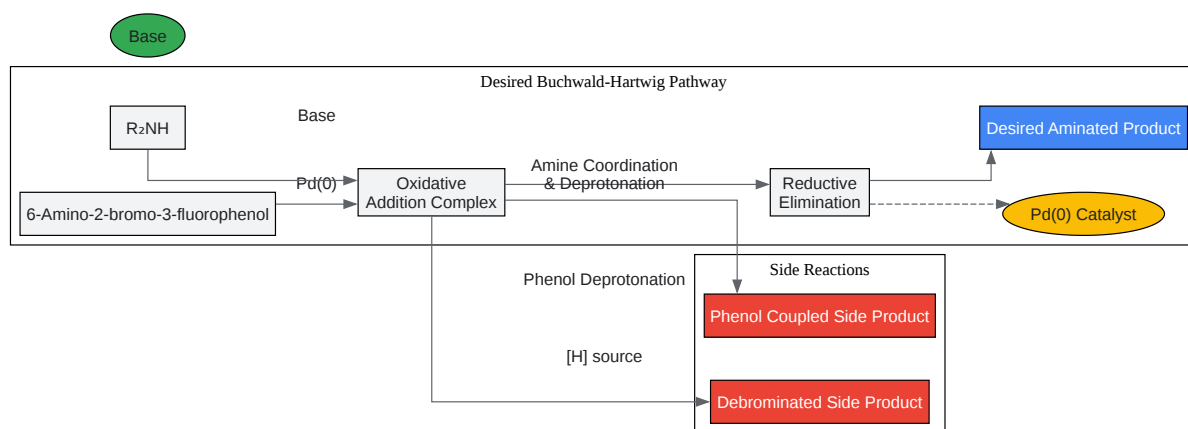 Base
Desired Buchwald-Hartwig Pathway
R₂NH
Base
Desired Aminated Product
Pd(0)
Oxidative
Addition Complex
Amine Coordination
& Deprotonation
Reductive
Elimination
6-Amino-2-bromo-3-fluorophenol
Pd(0) Catalyst
Side Reactions
Phenol Deprotonation
Phenol Coupled Side Product
[H] source
Debrominated Side Product